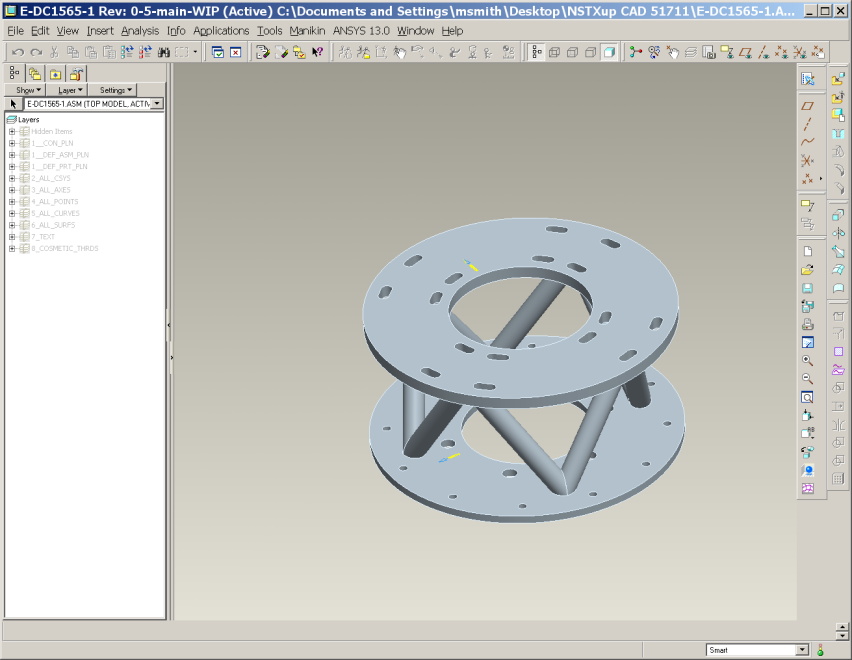 E-DC1565-1 Rev: 0-5-main-WIP (Active) C:\Documents and Settings\msmith\Desktop\NSTXup CAD 51711\E-DC1565-1.A...
File Edit View Insert Analysis Info Applications Tools Manikin ANSYS 13.0 Window Help
Show Layer Settings
E-DC1565-1.ASM (TOP MODEL, ACTIV
Layers
Hidden Items
1__CON_PLN
1__DEF_ASM_PLN
1__DEF_PRT_PLN
2_ALL_CSYS
3_ALL_AXES
4_ALL_POINTS
5_ALL_CURVES
6_ALL_SURFS
7_TEXT
8_COSMETIC_THRDS
Smart